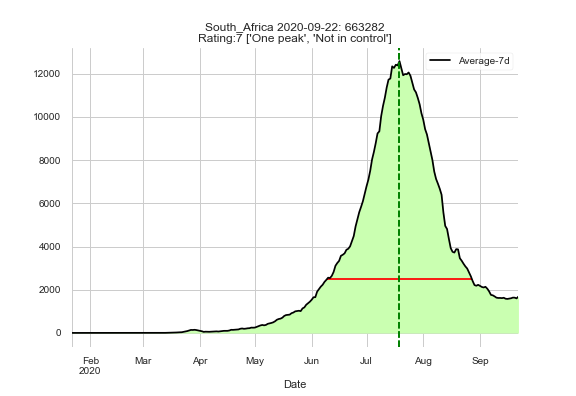 South_Africa 2020-09-22: 663282
Rating:7 ['One peak', 'Not in control']
Average-7d
12000
10000
8000
6000
4000
2000
0
Feb Mar Apr May Jun Jul Aug Sep
2020
Date